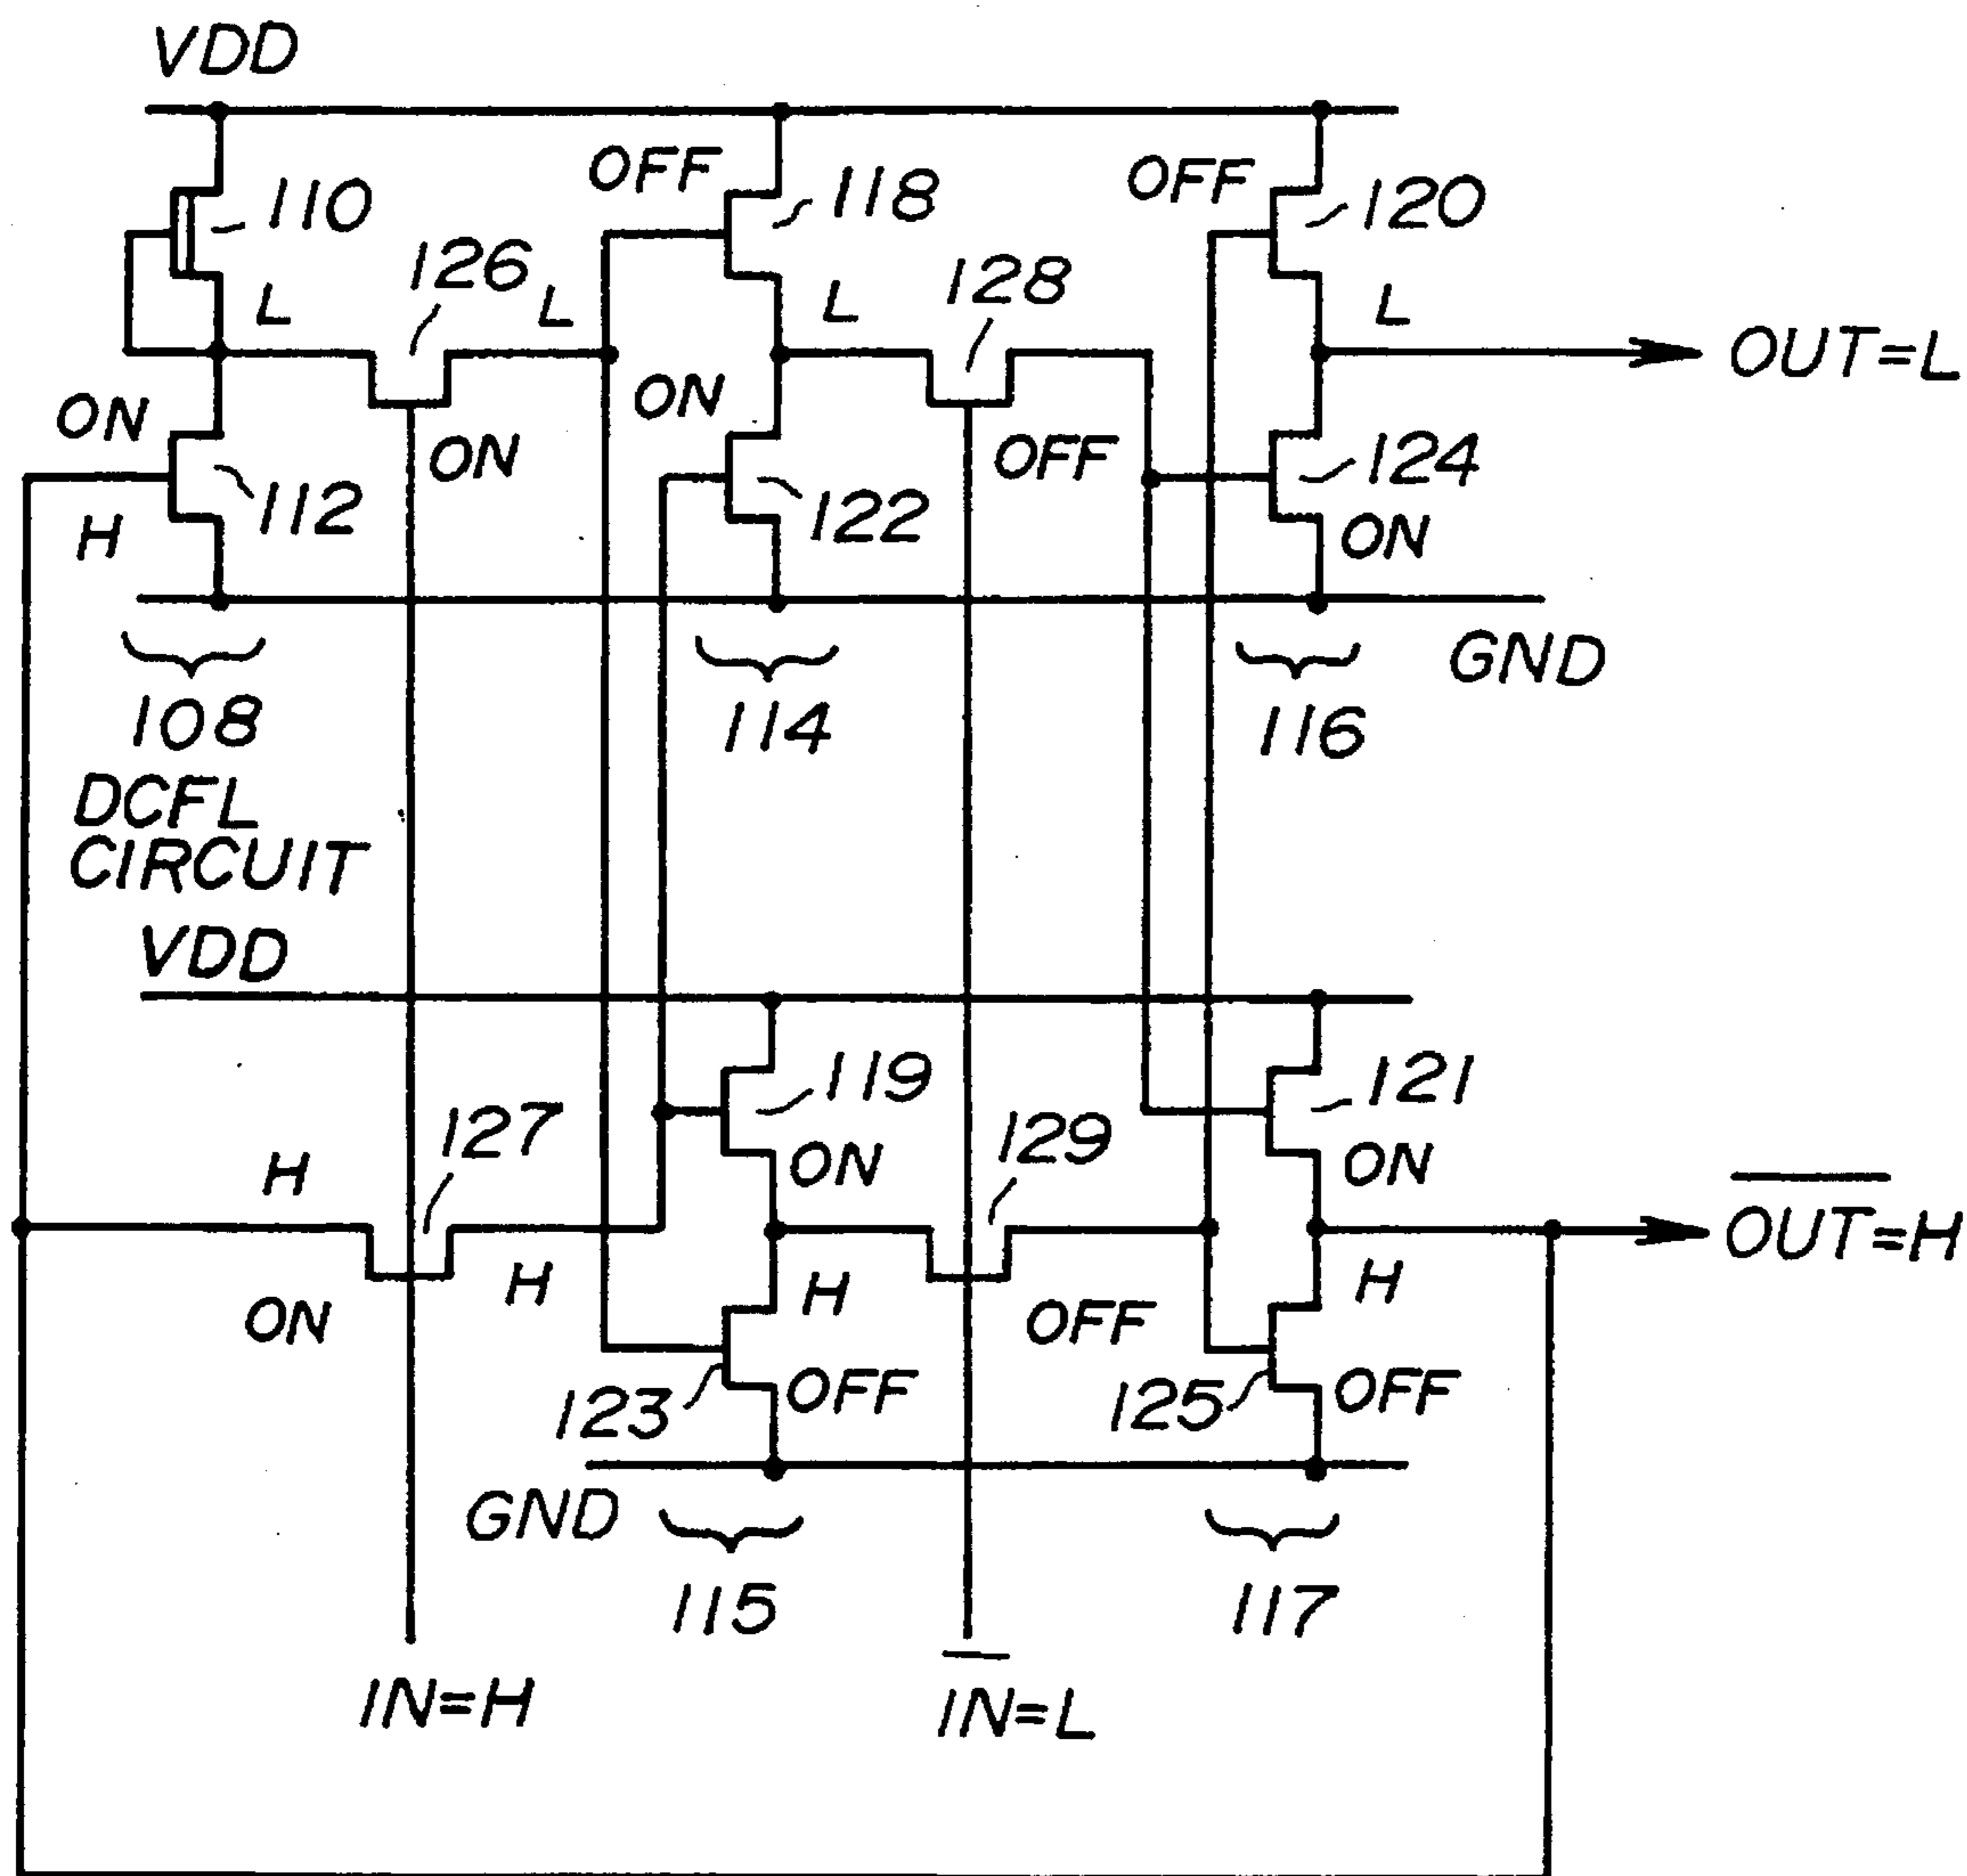 VDD
OFF
118
OFF
120
110
126
L
L
128
L
L
OUT=L
ON
ON
ON
OFF
124
H
112
122
ON
GND
108
114
116
DCFL
CIRCUIT
VDD
119
121
127
129
H
ON
ON
OUT=H
H
H
H
ON
OFF
123
OFF
125
OFF
GND
115
117
IN=H
IN=L